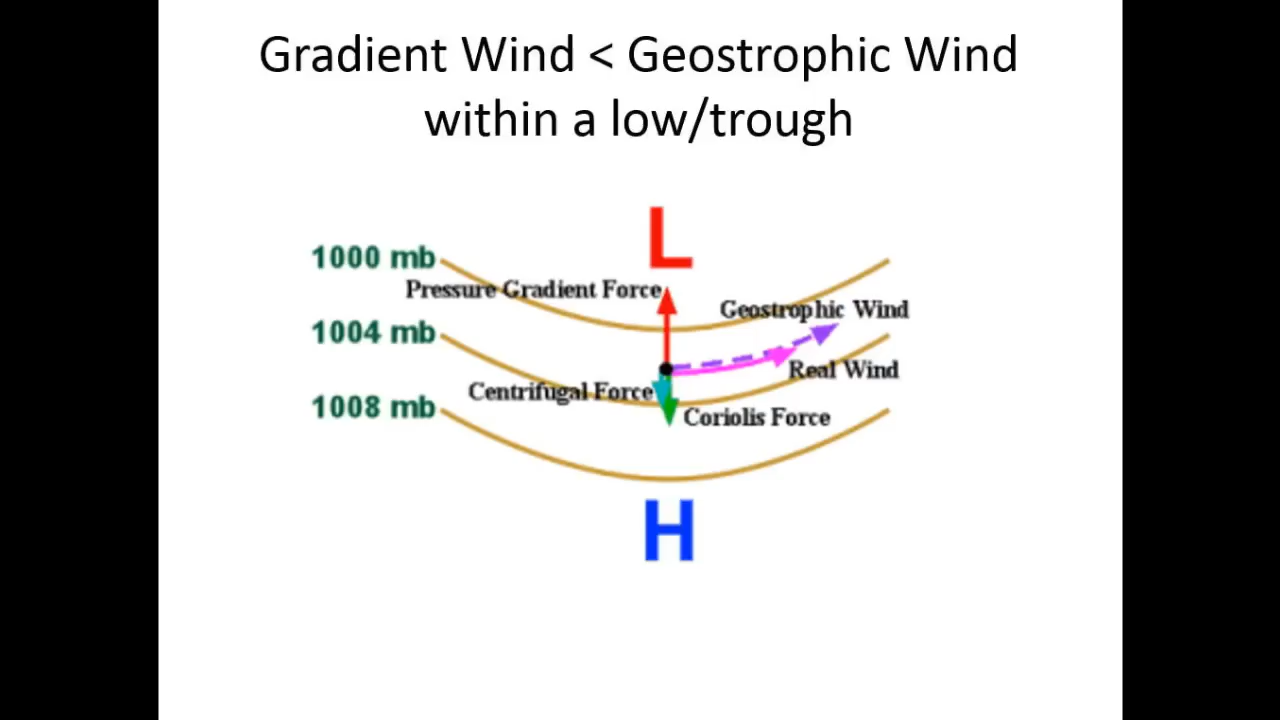 Gradient Wind < Geostrophic Wind
within a low/trough
L
1000 mb
Pressure Gradient Force
Geostrophic Wind
1004 mb
Real Wind
Centrifugal Force
1008 mb
Coriolis Force
H